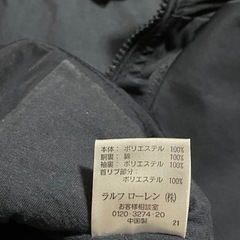 本体: ポリエステル 100%
胴裏: 綿 100%
袖裏: ポリエステル 100%
首リブ部分:
ポリエステル 100%
ラルフ ローレン (株)
お客様相談室
0120-3274-20
中国製 21